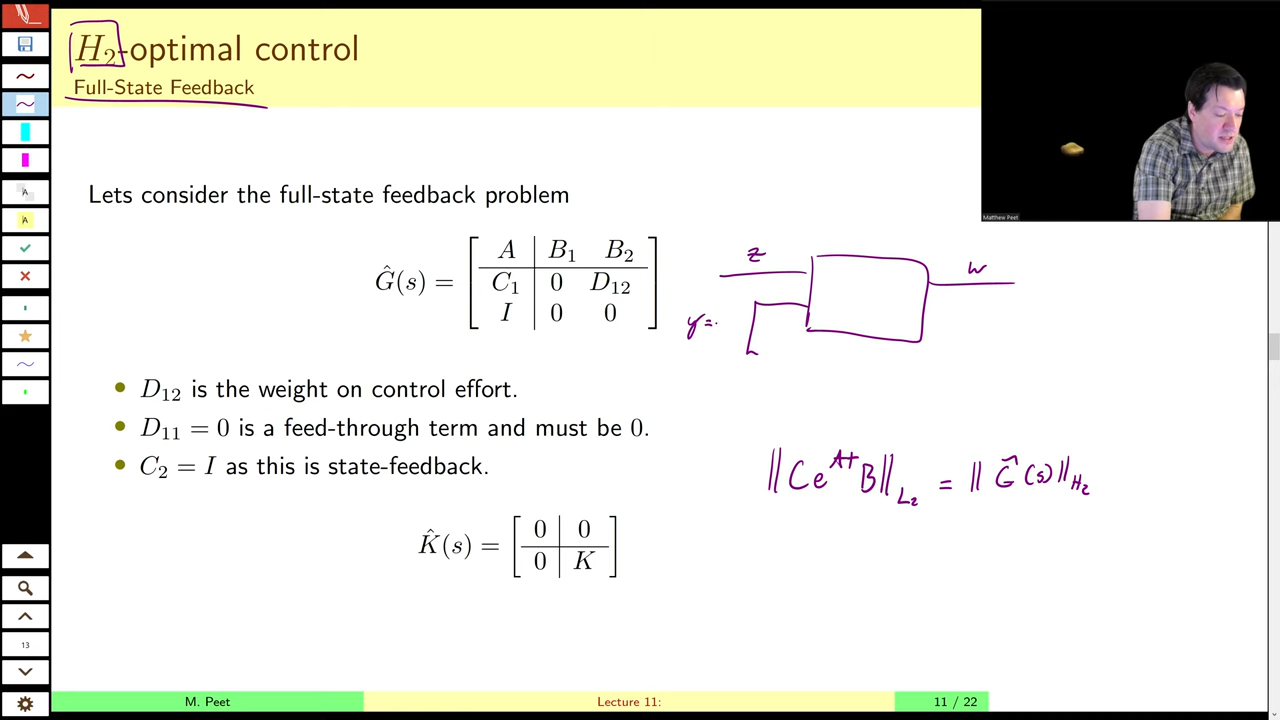 H₂-optimal control
Full-State Feedback
Matthew Peet
Lets consider the full-state feedback problem
Ĝ(s) = [ A | B₁ B₂
C₁ | 0 D₁₂
I | 0 0 ]
z
w
y=
• D₁₂ is the weight on control effort.
• D₁₁ = 0 is a feed-through term and must be 0.
• C₂ = I as this is state-feedback.
‖Ce^{At}B‖_{L₂} = ‖Ĝ(s)‖_{H₂}
K̂(s) = [ 0 | 0
0 | K ]
13
M. Peet
Lecture 11:
11 / 22